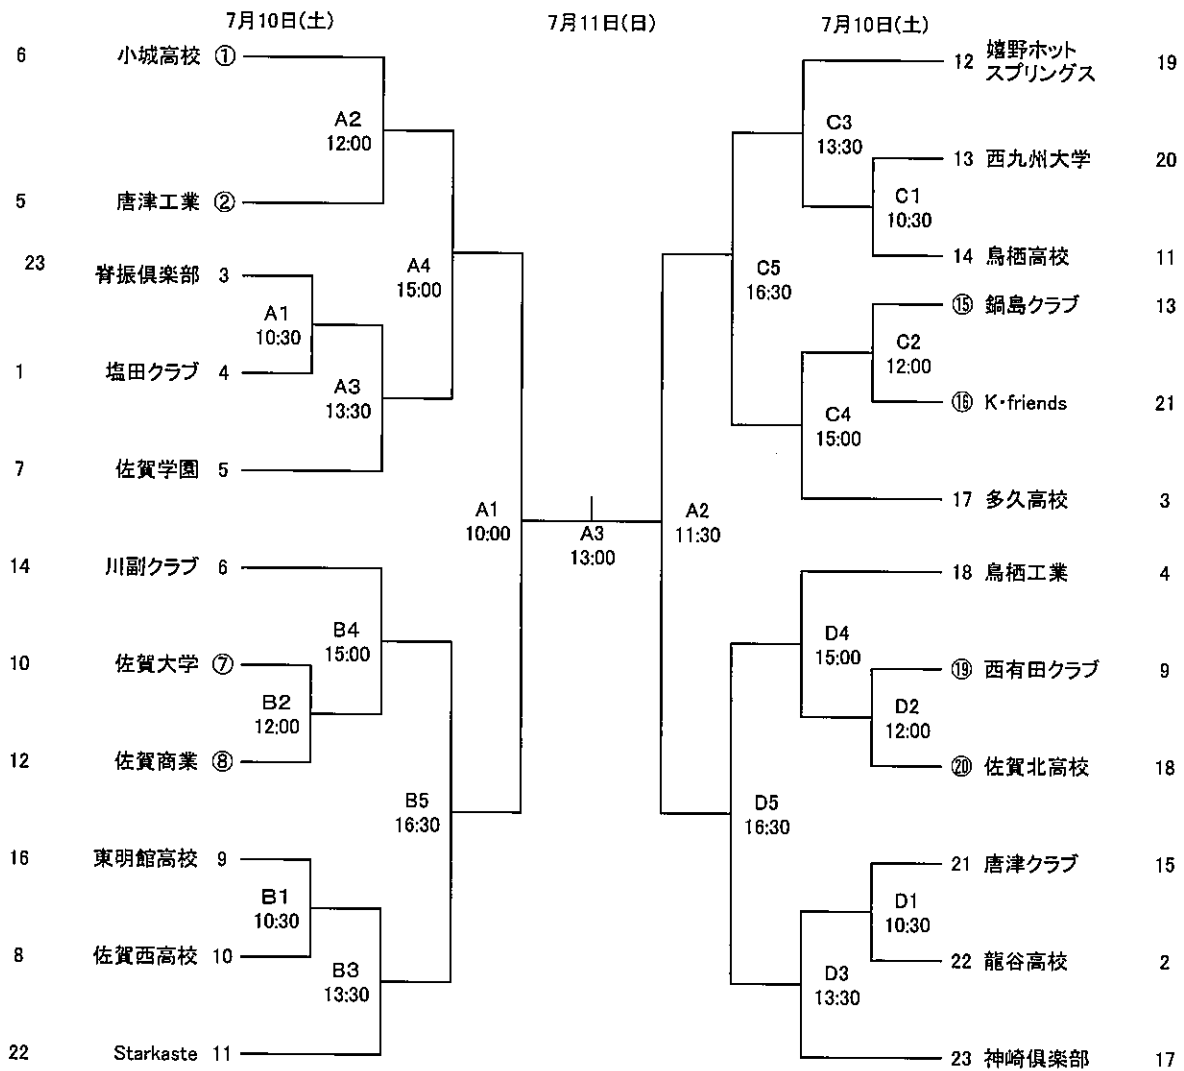 7月10日(土) 7月11日(日) 7月10日(土)
6 小城高校 ①
A2
12:00
5 唐津工業 ②
23 脊振倶楽部 3
A1
10:30
1 塩田クラブ 4
A3
13:30
7 佐賀学園 5
A4
15:00
14 川副クラブ 6
B4
15:00
10 佐賀大学 ⑦
B2
12:00
12 佐賀商業 ⑧
B5
16:30
16 東明館高校 9
B1
10:30
8 佐賀西高校 10
B3
13:30
22 Starkaste 11
A1
10:00
A3
13:00
A2
11:30
12 嬉野ホット
スプリングス 19
C3
13:30
13 西九州大学 20
C1
10:30
14 鳥栖高校 11
C5
16:30
⑮ 鍋島クラブ 13
C2
12:00
⑯ K・friends 21
C4
15:00
17 多久高校 3
18 鳥栖工業 4
D4
15:00
⑲ 西有田クラブ 9
D2
12:00
⑳ 佐賀北高校 18
D5
16:30
21 唐津クラブ 15
D1
10:30
22 龍谷高校 2
D3
13:30
23 神崎倶楽部 17